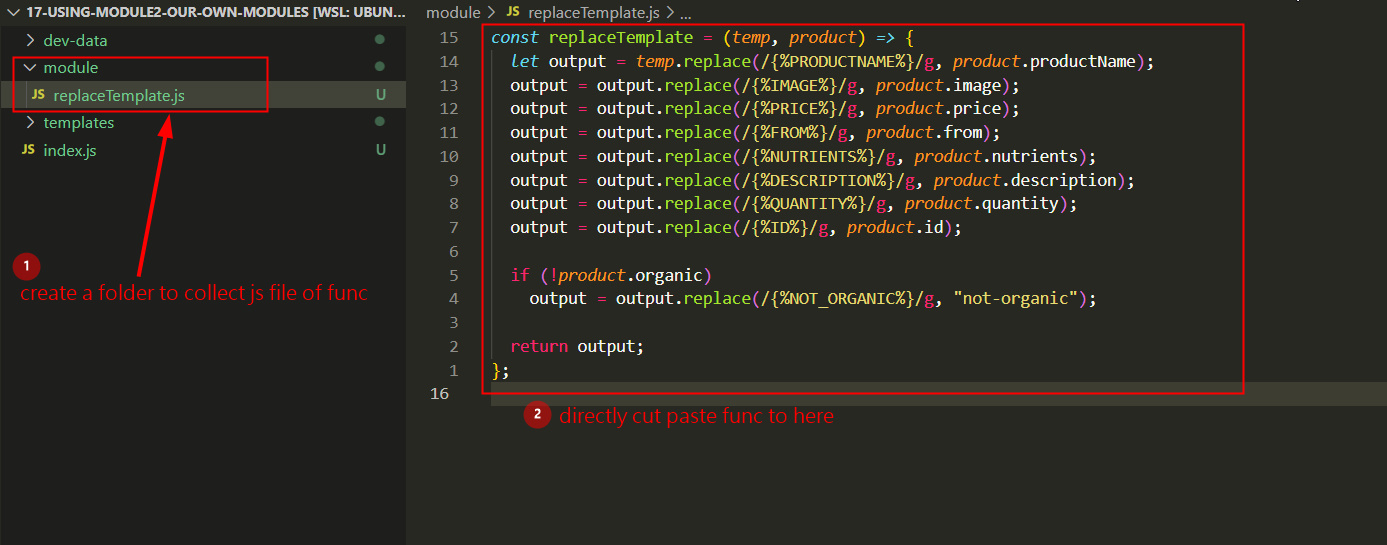 17-USING-MODULE2-OUR-OWN-MODULES [WSL: UBUN...
dev-data
module
JS replaceTemplate.js U
templates
JS index.js U
1
create a folder to collect js file of func
module > JS replaceTemplate.js > ...
15 const replaceTemplate = (temp, product) => {
14 let output = temp.replace(/{%PRODUCTNAME%}/g, product.productName);
13 output = output.replace(/{%IMAGE%}/g, product.image);
12 output = output.replace(/{%PRICE%}/g, product.price);
11 output = output.replace(/{%FROM%}/g, product.from);
10 output = output.replace(/{%NUTRIENTS%}/g, product.nutrients);
9 output = output.replace(/{%DESCRIPTION%}/g, product.description);
8 output = output.replace(/{%QUANTITY%}/g, product.quantity);
7 output = output.replace(/{%ID%}/g, product.id);
6
5 if (!product.organic)
4 output = output.replace(/{%NOT_ORGANIC%}/g, "not-organic");
3
2 return output;
1 };
16
2 directly cut paste func to here